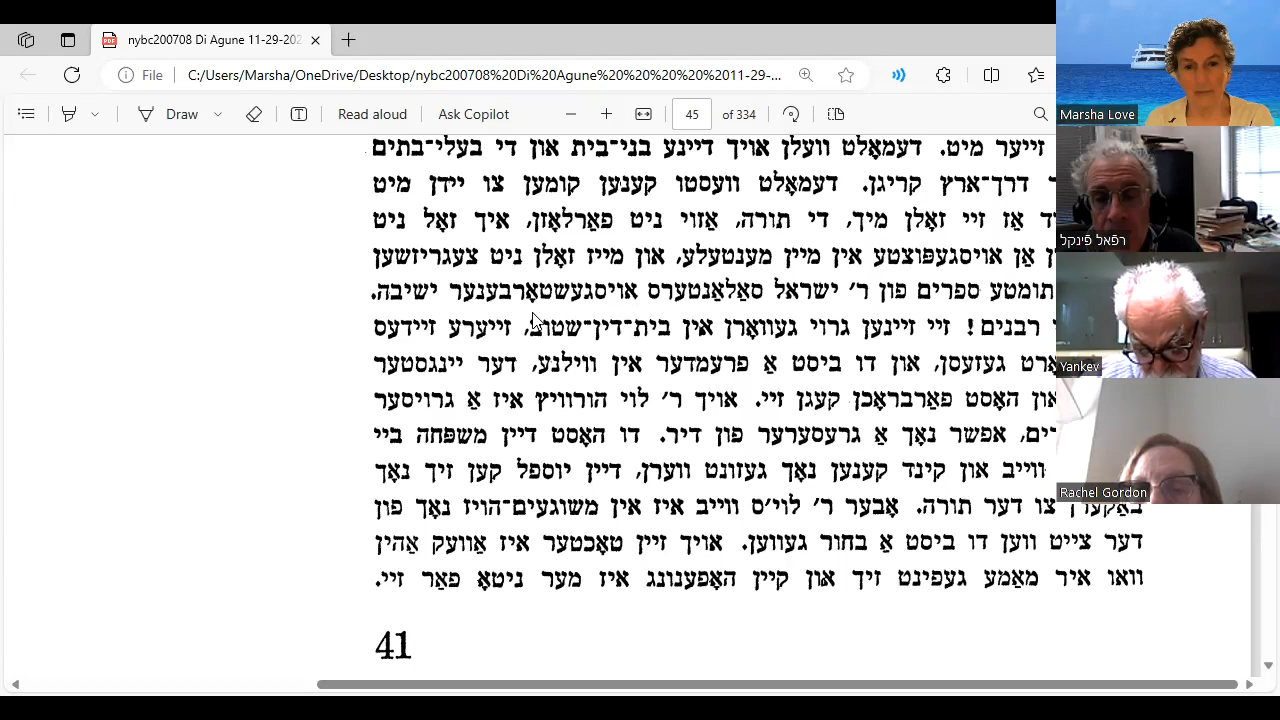 nybc200708 Di Agune 11-29-202
File
C:/Users/Marsha/OneDrive/Desktop/nybc200708%20Di%20Agune%20%20%20%20%2011-29-...
Draw
Read aloud
Ask Copilot
45 of 334
זייער מיט. דעמאָלט וועלן אויך דיינע בני־בית און די בעלי־בתים
דרך־ארץ קריגן. דעמאָלט וועסטו קענען קומען צו יידן מיט
אַז זיי זאָלן מיך, די תורה, אַזוי ניט פאַרלאָזן, איך זאָל ניט
אַן אויסגעפּוצטע אין מיין מענטעלע, און מייז זאָלן ניט צעגריזשען
ספרים פון ר׳ ישראל סאַלאַנטערס אויסגעשטאָרבענער ישיבה.
רבנים! זיי זיינען גרוי געוואָרן אין בית־דין־שטוב, זייערע זיידעס
געזעסן, און דו ביסט אַ פרעמדער אין ווילנע, דער יינגסטער
און האָסט פאַרבראָכן קעגן זיי. אויך ר׳ לוי הורוויץ איז אַ גרויסער
אפשר נאָך אַ גרעסערער פון דיר. דו האָסט דיין משפּחה ביי
ווייב און קינד קענען נאָך געזונט ווערן, דיין יוספל קען זיך נאָך
באַקערן צו דער תורה. אָבער ר׳ לוי׳ס ווייב איז אין משוגעים־הויז נאָך פון
דער צייט ווען דו ביסט אַ בחור געווען. אויך זיין טאָכטער איז אַוועק אַהין
וואו איר מאַמע געפינט זיך און קיין האָפענונג איז מער ניטאָ פאַר זיי.
41
Marsha Love
רפֿאל פֿינקל
Yankev
Rachel Gordon